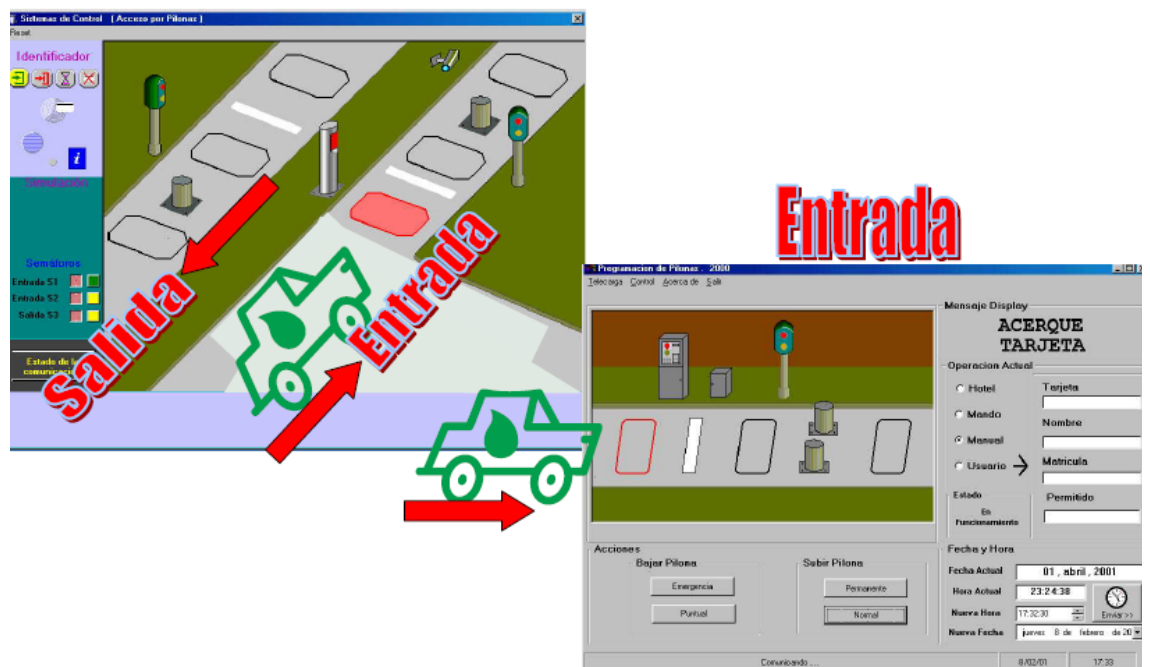 Sistemas de Control ( Acceso por Pilonas )
Reset
Identificador
i
Simulación
Semáforos
Entrada S1
Entrada S2
Salida S3
Estado de la
Salida
Entrada
Entrada
Programacion de Pilonas . 2000
Telecarga Control Acerca de Salir
Mensaje Display
ACERQUE
TARJETA
Operacion Actual
Hotel
Mando
Manual
Usuario
Tarjeta
Nombre
Matricula
Permitido
Estado
En
Funcionamiento
Acciones
Bajar Pilona
Emergencia
Puntual
Subir Pilona
Permanente
Normal
Fecha y Hora
Fecha Actual 01 , abril , 2001
Hora Actual 23:24:38
Nueva Hora 17:32:30
Enviar>>
Nueva Fecha jueves 8 de febrero de 20
Comunicando ...
8/02/01 17:33